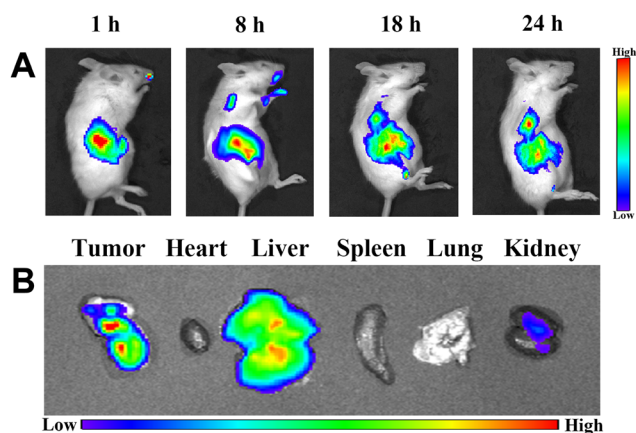 1 h 8 h 18 h 24 h
A
High
Low
Tumor Heart Liver Spleen Lung Kidney
B
Low High